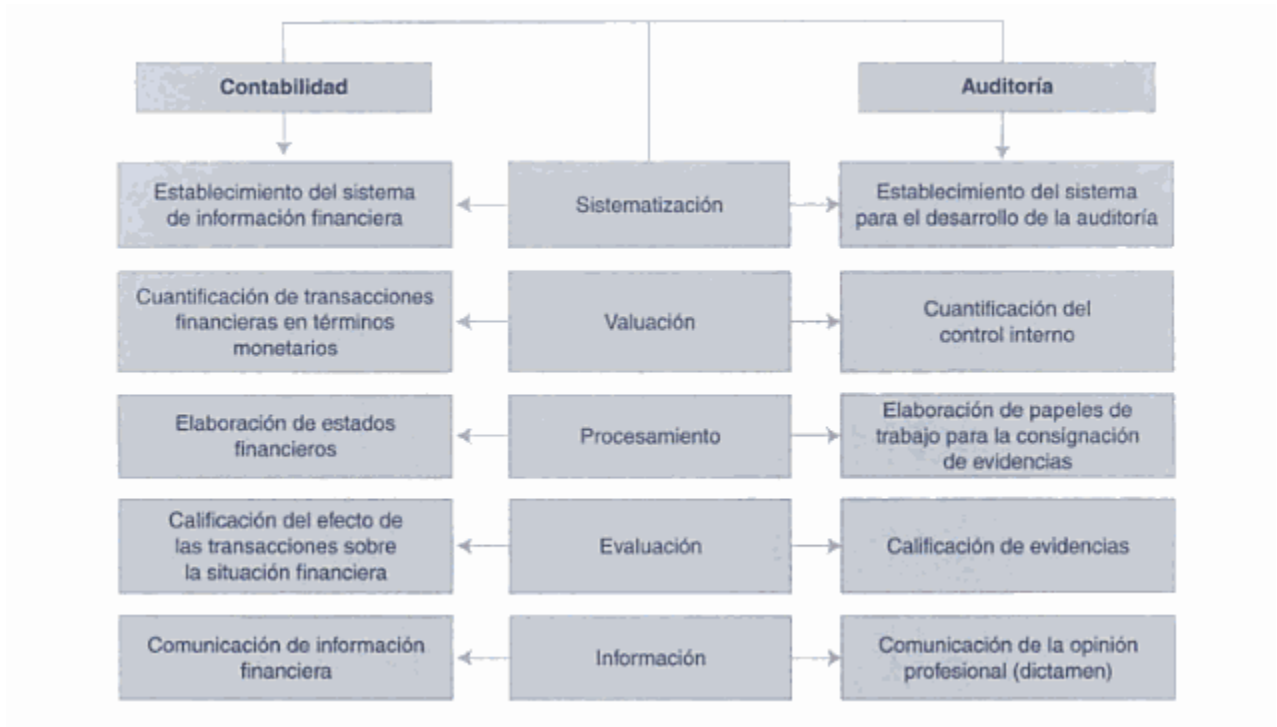 Contabilidad
Auditoría
Establecimiento del sistema
de información financiera
Sistematización
Establecimiento del sistema
para el desarrollo de la auditoría
Cuantificación de transacciones
financieras en términos
monetarios
Valuación
Cuantificación del
control interno
Elaboración de estados
financieros
Procesamiento
Elaboración de papeles de
trabajo para la consignación
de evidencias
Calificación del efecto de
las transacciones sobre
la situación financiera
Evaluación
Calificación de evidencias
Comunicación de información
financiera
Información
Comunicación de la opinión
profesional (dictamen)